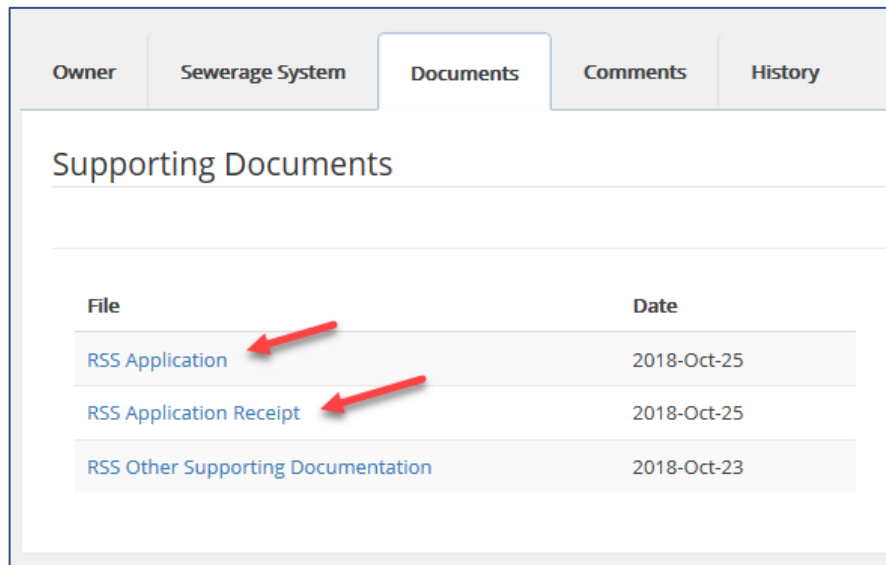 Owner Sewerage System Documents Comments History
Supporting Documents
File Date
RSS Application 2018-Oct-25
RSS Application Receipt 2018-Oct-25
RSS Other Supporting Documentation 2018-Oct-23